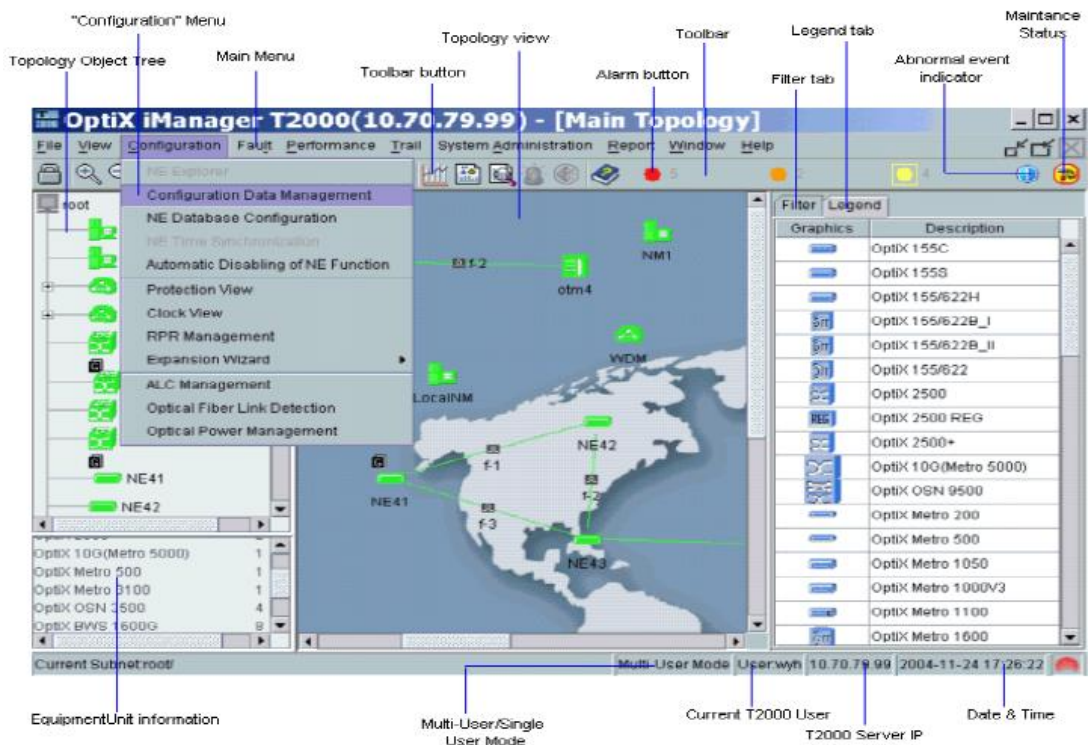 "Configuration" Menu
Maintance
Status
Topology view
Toolbar
Legend tab
Topology Object Tree
Main Menu
Abnormal event
indicator
Toolbar button
Alarm button
Filter tab
OptiX iManager T2000(10.70.79.99) - [Main Topology]
File View Configuration Fault Performance Trail System Administration Report Window Help
5
2
4
NE Explorer
Configuration Data Management
NE Database Configuration
NE Time Synchronization
Automatic Disabling of NE Function
Protection View
Clock View
RPR Management
Expansion Wizard
ALC Management
Optical Fiber Link Detection
Optical Power Management
root
NE41
NE42
f-2
otm4
NM1
WDM
LocalNM
NE42
f-1
NE41
f-2
f-3
NE43
Filter Legend
Graphics Description
OptiX 155C
OptiX 155S
OptiX 155/622H
OptiX 155/622B_I
OptiX 155/622B_II
OptiX 155/622
OptiX 2500
REG OptiX 2500 REG
OptiX 2500+
OptiX 10G(Metro 5000)
OptiX OSN 9500
OptiX Metro 200
OptiX Metro 500
OptiX Metro 1050
OptiX Metro 1000V3
OptiX Metro 1100
OptiX Metro 1600
OptiX 10G(Metro 5000) 1
OptiX Metro 500 1
OptiX Metro 3100 1
OptiX OSN 3500 4
OptiX BWS 1600G 8
Current Subnet:root/
Multi-User Mode User:wyh 10.70.79.99 2004-11-24 17:26:22
EquipmentUnit information
Multi-User/Single
User Mode
Current T2000 User
T2000 Server IP
Date & Time